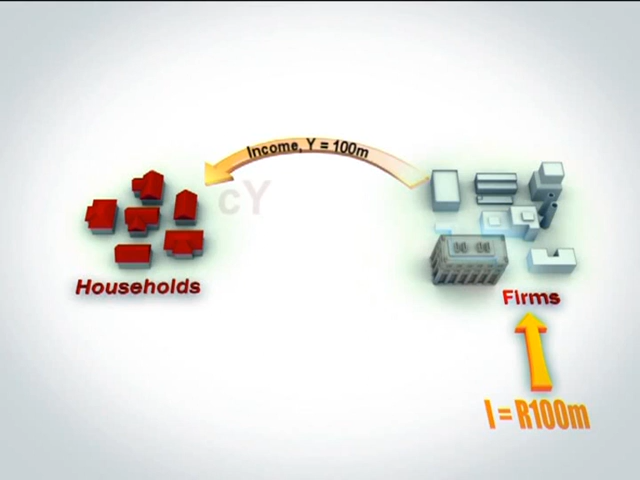 Income, Y = 100m
cY
Households
Firms
I = R100m